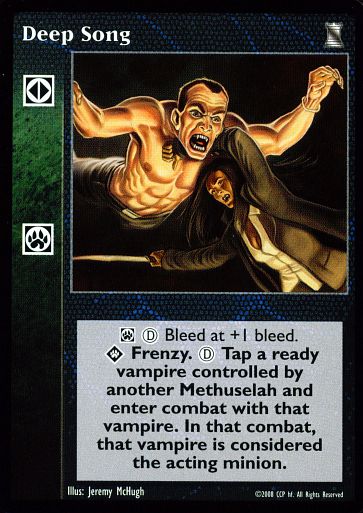 Deep Song
D Bleed at +1 bleed.
Frenzy. D Tap a ready
vampire controlled by
another Methuselah and
enter combat with that
vampire. In that combat,
that vampire is considered
the acting minion.
Illus: Jeremy McHugh
©2008 CCP hf. All Rights Reserved